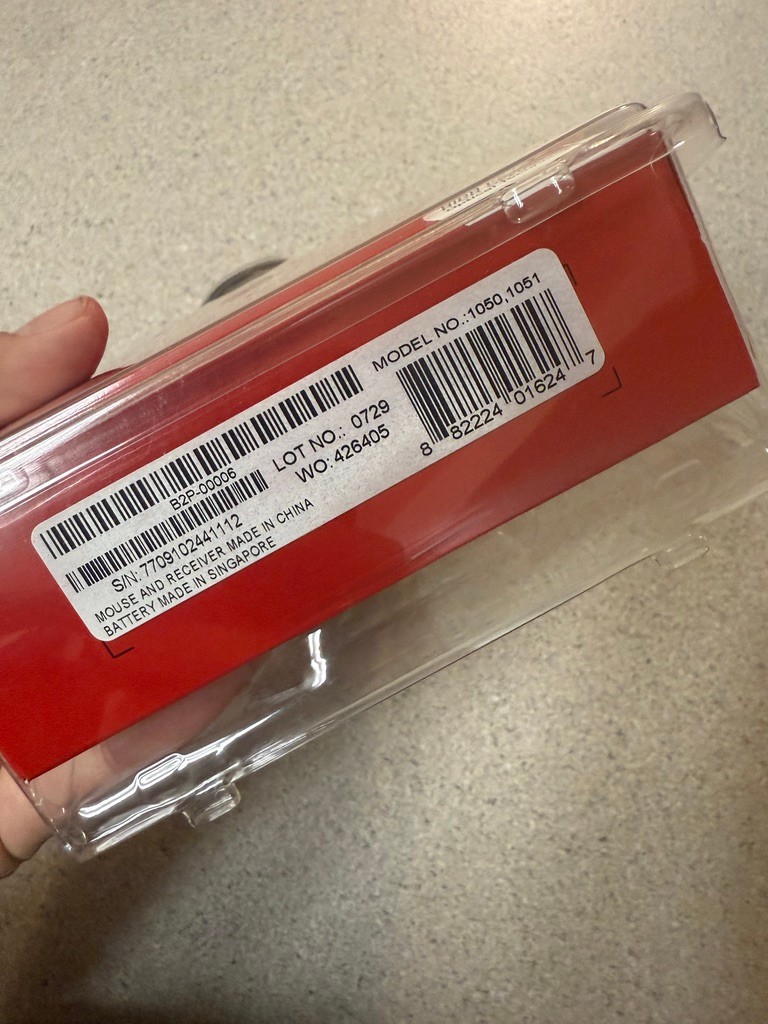 MODEL NO.:1050,1051
B2P-00006
LOT NO.: 0729
WO: 426405
8 82224 01624 7
S/N: 7709102441112
MOUSE AND RECEIVER MADE IN CHINA
BATTERY MADE IN SINGAPORE